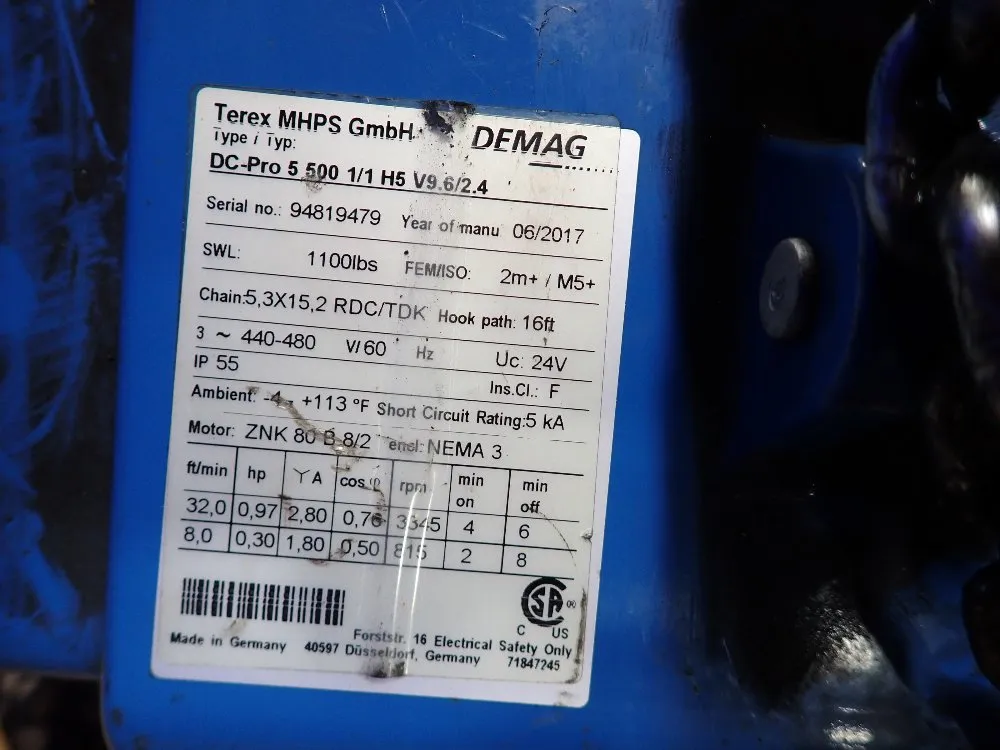 Terex MHPS GmbH DEMAG
Type / Typ:
DC-Pro 5 500 1/1 H5 V9.6/2.4
Serial no.: 94819479 Year of manu 06/2017
SWL: 1100lbs FEM/ISO: 2m+ / M5+
Chain:5,3X15,2 RDC/TDK Hook path: 16ft
3 ~ 440-480 V/ 60 Hz Uc: 24V
IP 55 Ins.Cl.: F
Ambient: -4 - +113 °F Short Circuit Rating:5 kA
Motor: ZNK 80 B 8/2 encl: NEMA 3
ft/min hp Y A cos φ rpm min on min off
32,0 0,97 2,80 0,76 3345 4 6
8,0 0,30 1,80 0,50 815 2 8
CSA ®
C US
Forststr. 16 Electrical Safety Only
Made in Germany 40597 Düsseldorf, Germany 71847245